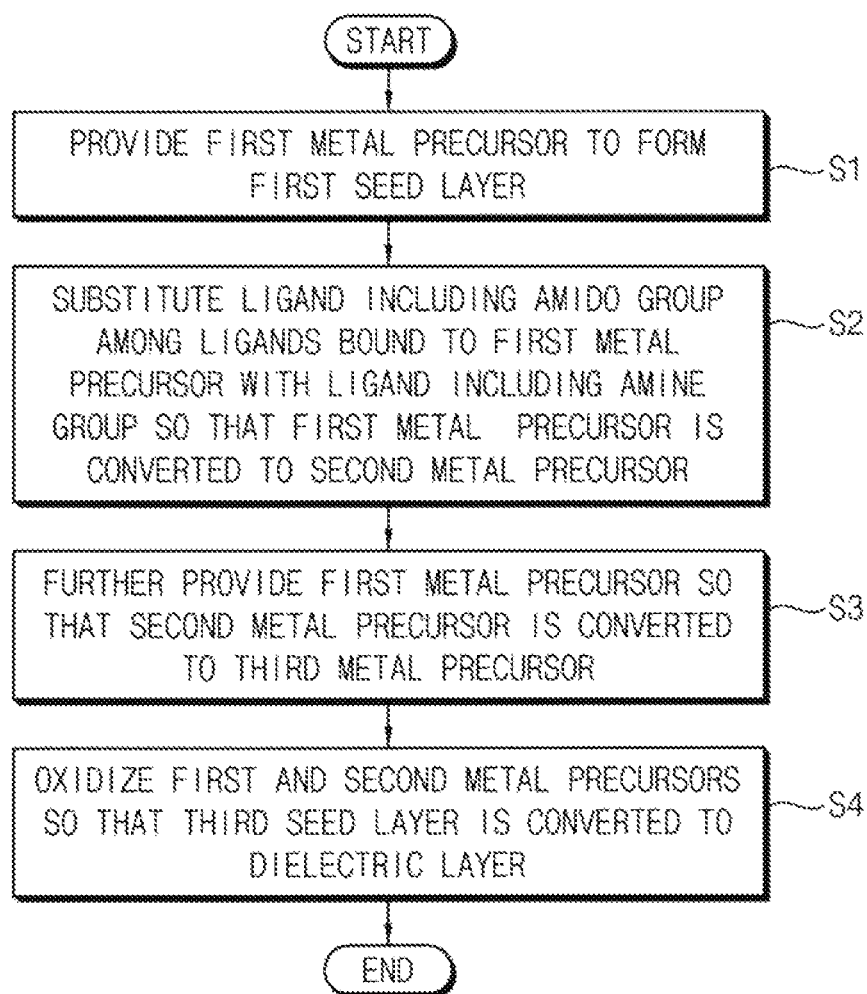 START
PROVIDE FIRST METAL PRECURSOR TO FORM
FIRST SEED LAYER
S1
SUBSTITUTE LIGAND INCLUDING AMIDO GROUP
AMONG LIGANDS BOUND TO FIRST METAL
PRECURSOR WITH LIGAND INCLUDING AMINE
GROUP SO THAT FIRST METAL PRECURSOR IS
CONVERTED TO SECOND METAL PRECURSOR
S2
FURTHER PROVIDE FIRST METAL PRECURSOR SO
THAT SECOND METAL PRECURSOR IS CONVERTED
TO THIRD METAL PRECURSOR
S3
OXIDIZE FIRST AND SECOND METAL PRECURSORS
SO THAT THIRD SEED LAYER IS CONVERTED TO
DIELECTRIC LAYER
S4
END